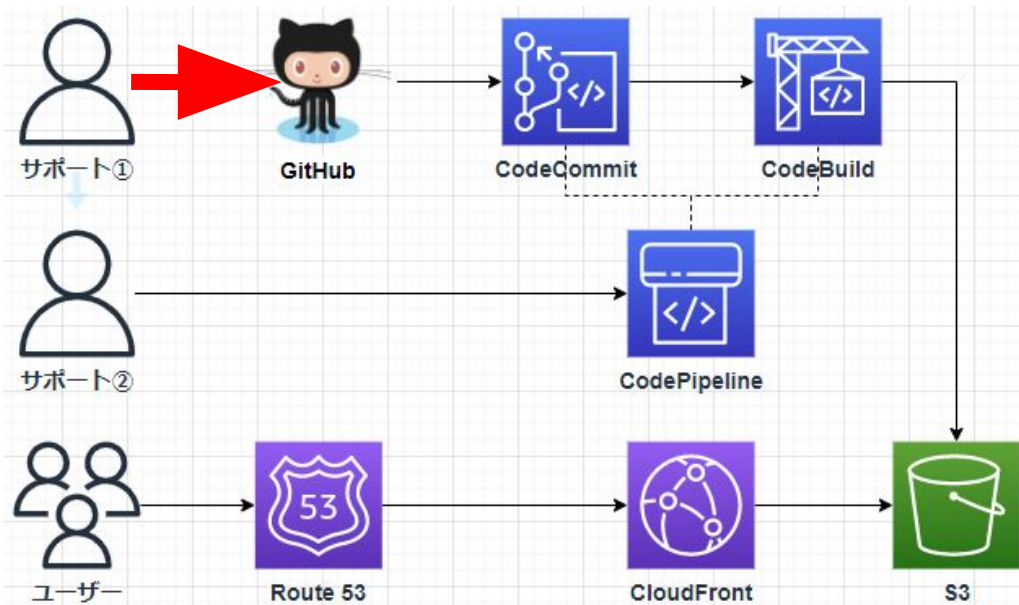 サポート①
GitHub
CodeCommit
CodeBuild
サポート②
CodePipeline
ユーザー
53
Route 53
CloudFront
S3